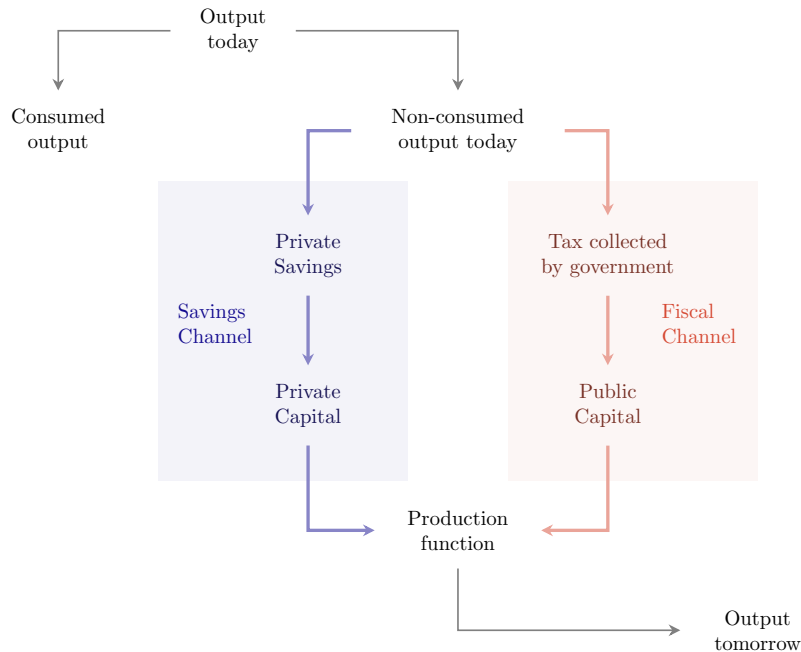 Output
today
Consumed
output
Non-consumed
output today
Private
Savings
Tax collected
by government
Savings
Channel
Fiscal
Channel
Private
Capital
Public
Capital
Production
function
Output
tomorrow